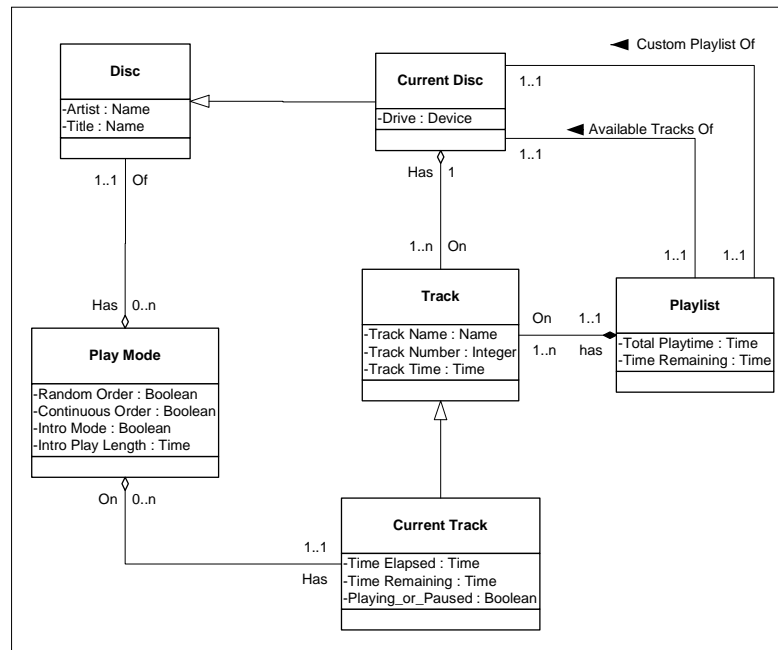 Disc
-Artist : Name
-Title : Name
Current Disc
-Drive : Device
◄ Custom Playlist Of
1..1
◄ Available Tracks Of
1..1
1..1 Of
Has 1
1..n On
1..1 1..1
Has 0..n
Track
-Track Name : Name
-Track Number : Integer
-Track Time : Time
On 1..1
1..n has
Playlist
-Total Playtime : Time
-Time Remaining : Time
Play Mode
-Random Order : Boolean
-Continuous Order : Boolean
-Intro Mode : Boolean
-Intro Play Length : Time
On 0..n
1..1
Has
Current Track
-Time Elapsed : Time
-Time Remaining : Time
-Playing_or_Paused : Boolean